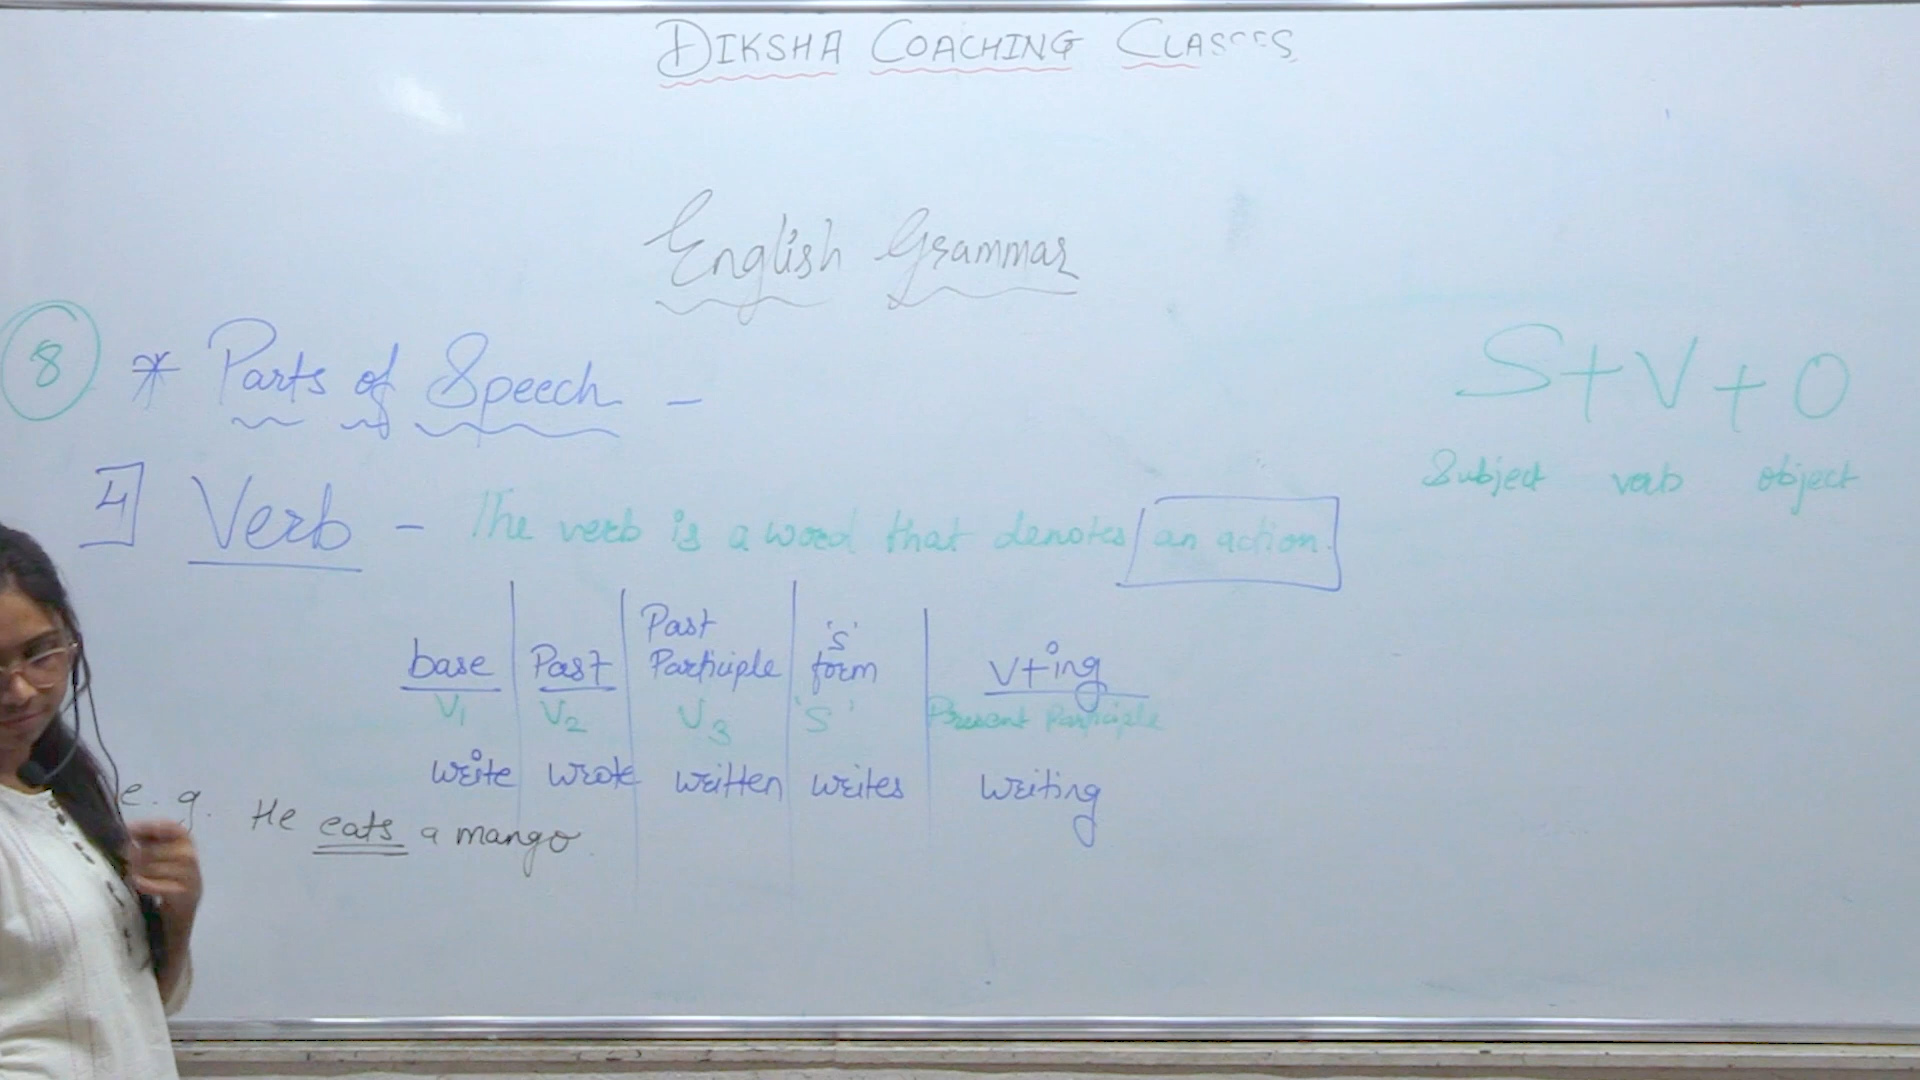 DIKSHA COACHING CLASSES
English Grammar
8 * Parts of Speech -
S+V+O
Subject verb object
4] Verb - The verb is a word that denotes an action.
base Past Past Participle 's' form V+ing
V1 V2 V3 's' Present Participle
write wrote written writes writing
e.g. He eats a mango.